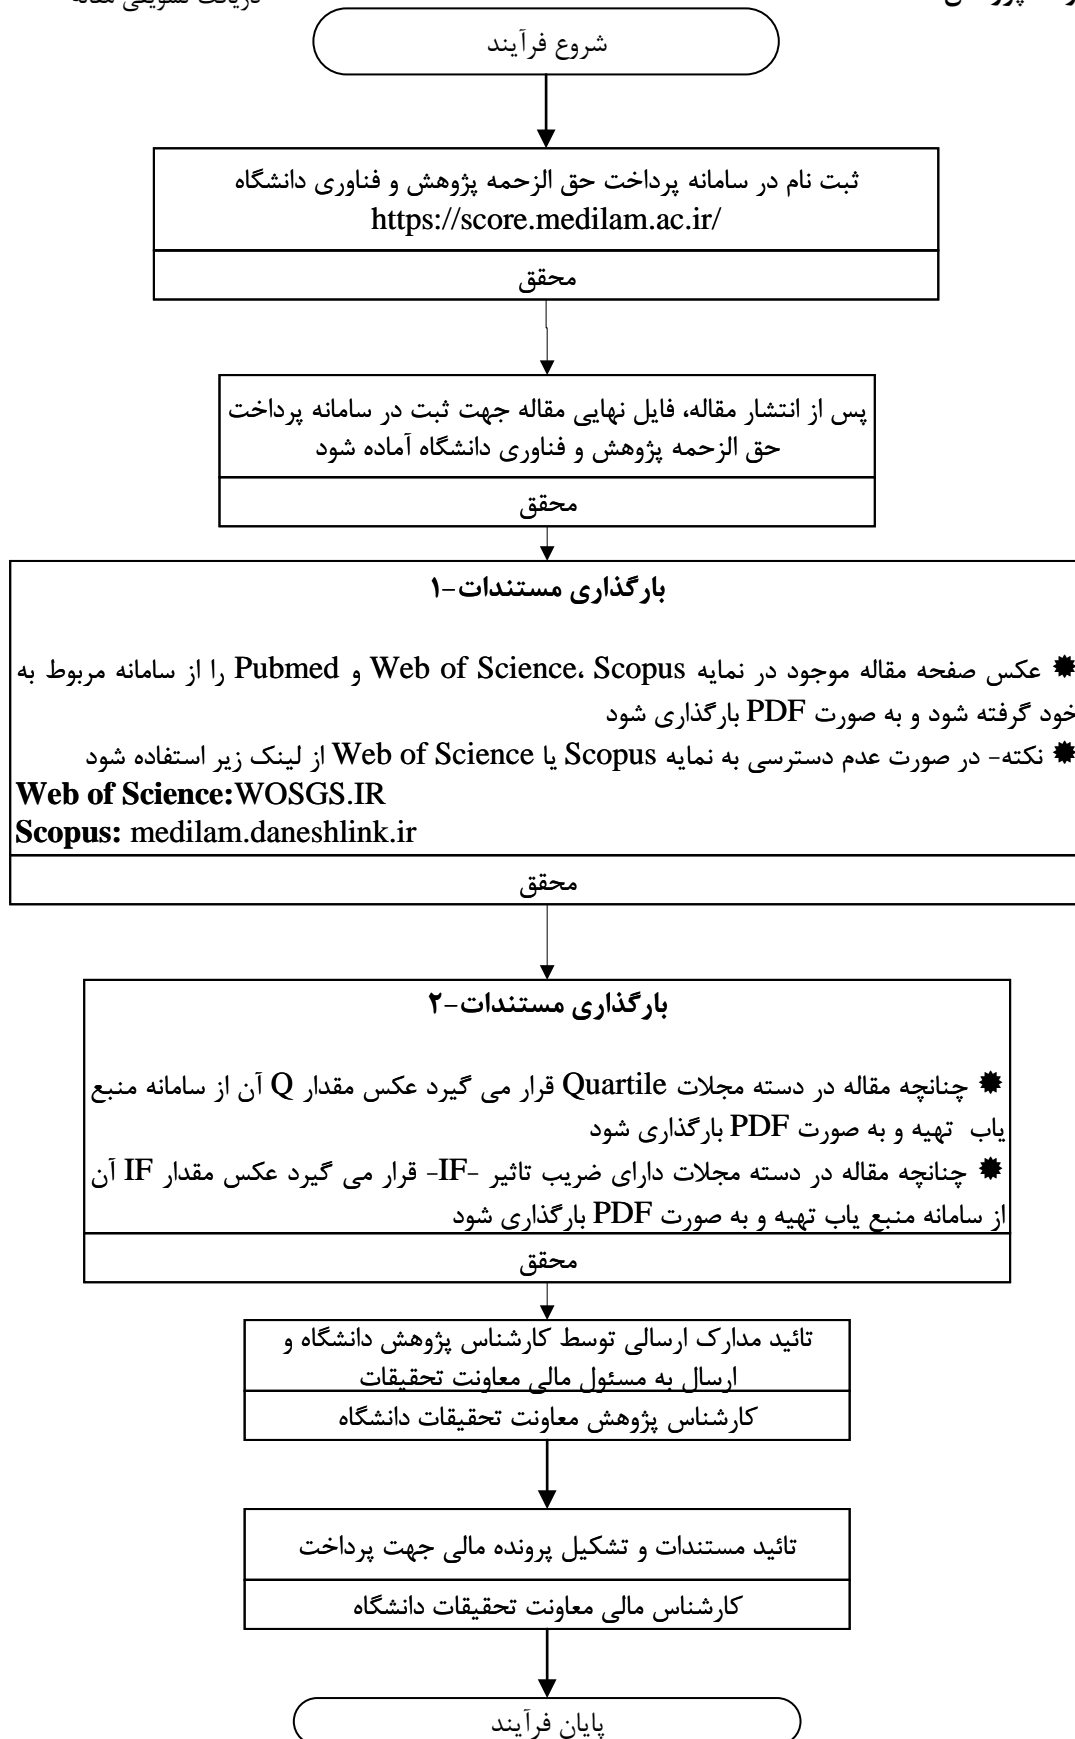 دریافت تشویقی مقاله
شروع فرآیند
ثبت نام در سامانه پرداخت حق الزحمه پژوهش و فناوری دانشگاه
https://score.medilam.ac.ir/
محقق
پس از انتشار مقاله، فایل نهایی مقاله جهت ثبت در سامانه پرداخت
حق الزحمه پژوهش و فناوری دانشگاه آماده شود
محقق
بارگذاری مستندات-۱
عکس صفحه مقاله موجود در نمایه Web of Science، Scopus و Pubmed را از سامانه مربوط به
خود گرفته شود و به صورت PDF بارگذاری شود
نکته- در صورت عدم دسترسی به نمایه Scopus یا Web of Science از لینک زیر استفاده شود
Web of Science:WOSGS.IR
Scopus: medilam.daneshlink.ir
محقق
بارگذاری مستندات-۲
چنانچه مقاله در دسته مجلات Quartile قرار می گیرد عکس مقدار Q آن از سامانه منبع
یاب تهیه و به صورت PDF بارگذاری شود
چنانچه مقاله در دسته مجلات دارای ضریب تاثیر -IF- قرار می گیرد عکس مقدار IF آن
از سامانه منبع یاب تهیه و به صورت PDF بارگذاری شود
محقق
تائید مدارک ارسالی توسط کارشناس پژوهش دانشگاه و
ارسال به مسئول مالی معاونت تحقیقات
کارشناس پژوهش معاونت تحقیقات دانشگاه
تائید مستندات و تشکیل پرونده مالی جهت پرداخت
کارشناس مالی معاونت تحقیقات دانشگاه
پایان فرآیند